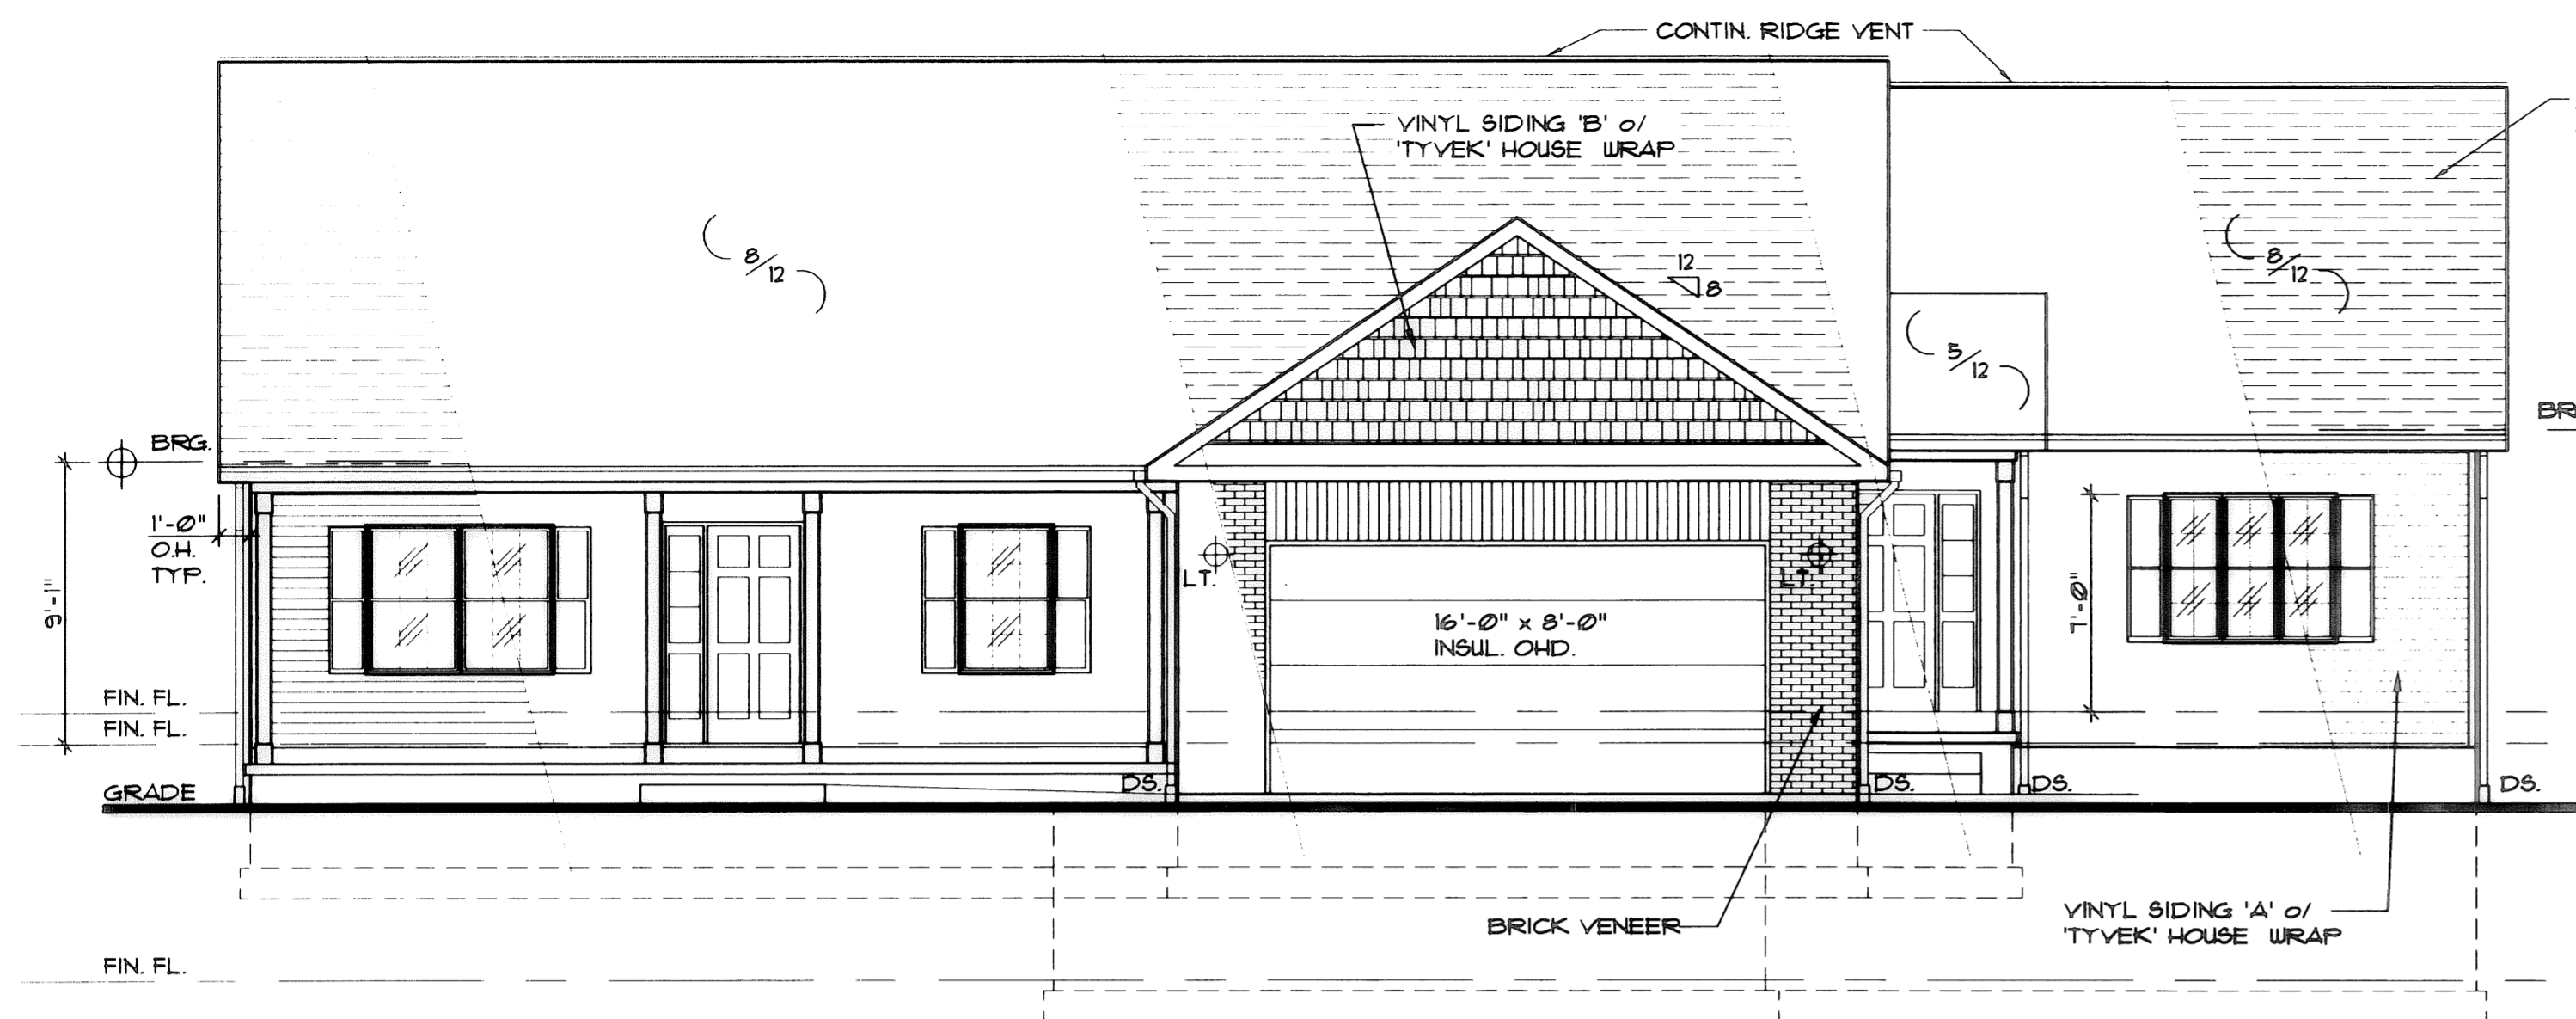 CONTIN. RIDGE VENT
VINYL SIDING 'B' o/
'TYVEK' HOUSE WRAP
8/12
12
8
8/12
5/12
BRG.
BR
1'-0"
O.H.
TYP.
9'-1"
7'-0"
LT.
LT.
16'-0" x 8'-0"
INSUL. OHD.
FIN. FL.
FIN. FL.
GRADE
DS.
DS.
DS.
DS.
BRICK VENEER
VINYL SIDING 'A' o/
'TYVEK' HOUSE WRAP
FIN. FL.